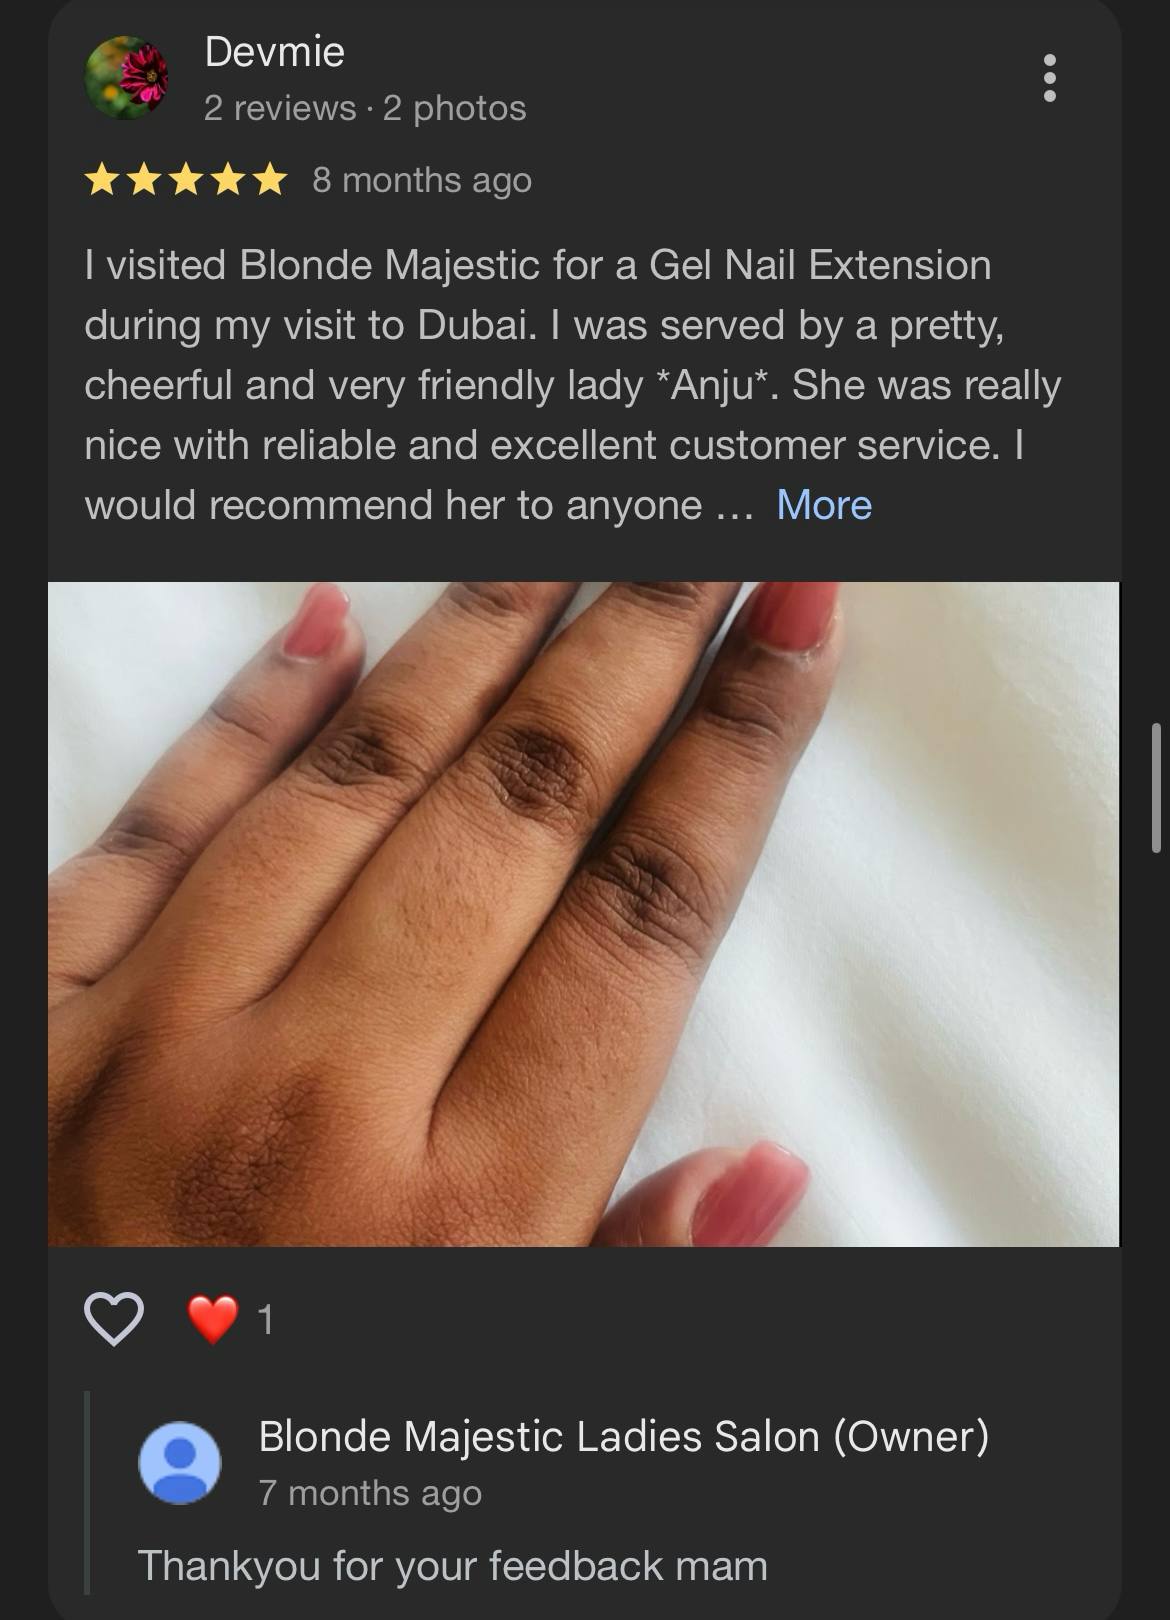 Devmie
2 reviews · 2 photos
8 months ago
I visited Blonde Majestic for a Gel Nail Extension
during my visit to Dubai. I was served by a pretty,
cheerful and very friendly lady *Anju*. She was really
nice with reliable and excellent customer service. I
would recommend her to anyone … More
1
Blonde Majestic Ladies Salon (Owner)
7 months ago
Thankyou for your feedback mam